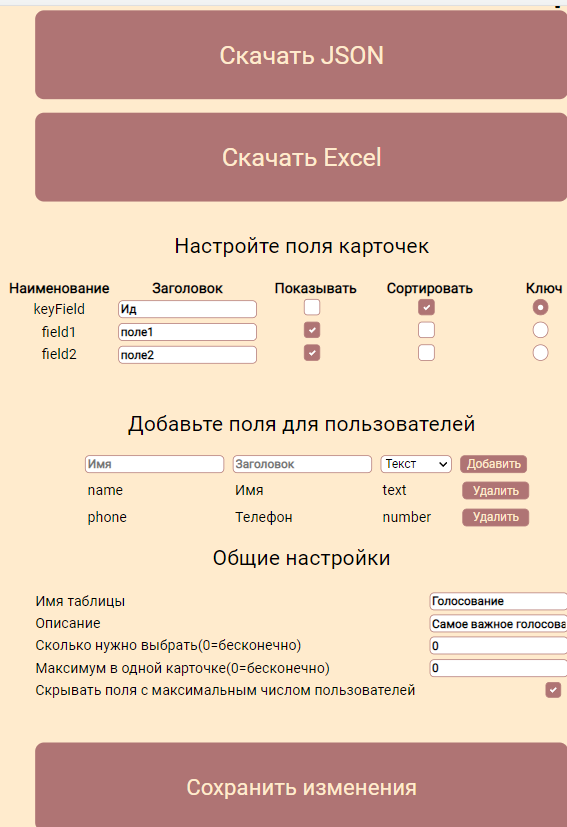 Скачать JSON
Скачать Excel
Настройте поля карточек
Наименование Заголовок Показывать Сортировать Ключ
keyField Ид
field1 поле1
field2 поле2
Добавьте поля для пользователей
Имя Заголовок Текст Добавить
name Имя text Удалить
phone Телефон number Удалить
Общие настройки
Имя таблицы Голосование
Описание Самое важное голосова
Сколько нужно выбрать(0=бесконечно) 0
Максимум в одной карточке(0=бесконечно) 0
Скрывать поля с максимальным числом пользователей
Сохранить изменения